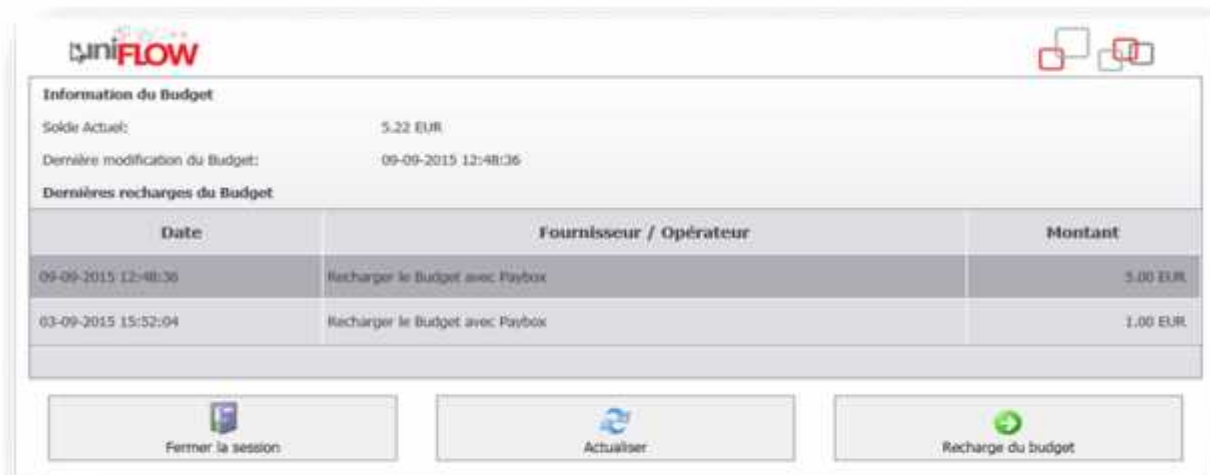 uniFLOW
Information du Budget
Solde Actuel: 5.22 EUR
Dernière modification du Budget: 09-09-2015 12:48:36
Dernières recharges du Budget
Date Fournisseur / Opérateur Montant
09-09-2015 12:48:36 Recharger le Budget avec Paybox 5.00 EUR
03-09-2015 15:52:04 Recharger le Budget avec Paybox 1.00 EUR
Fermer la session Actualiser Recharge du budget